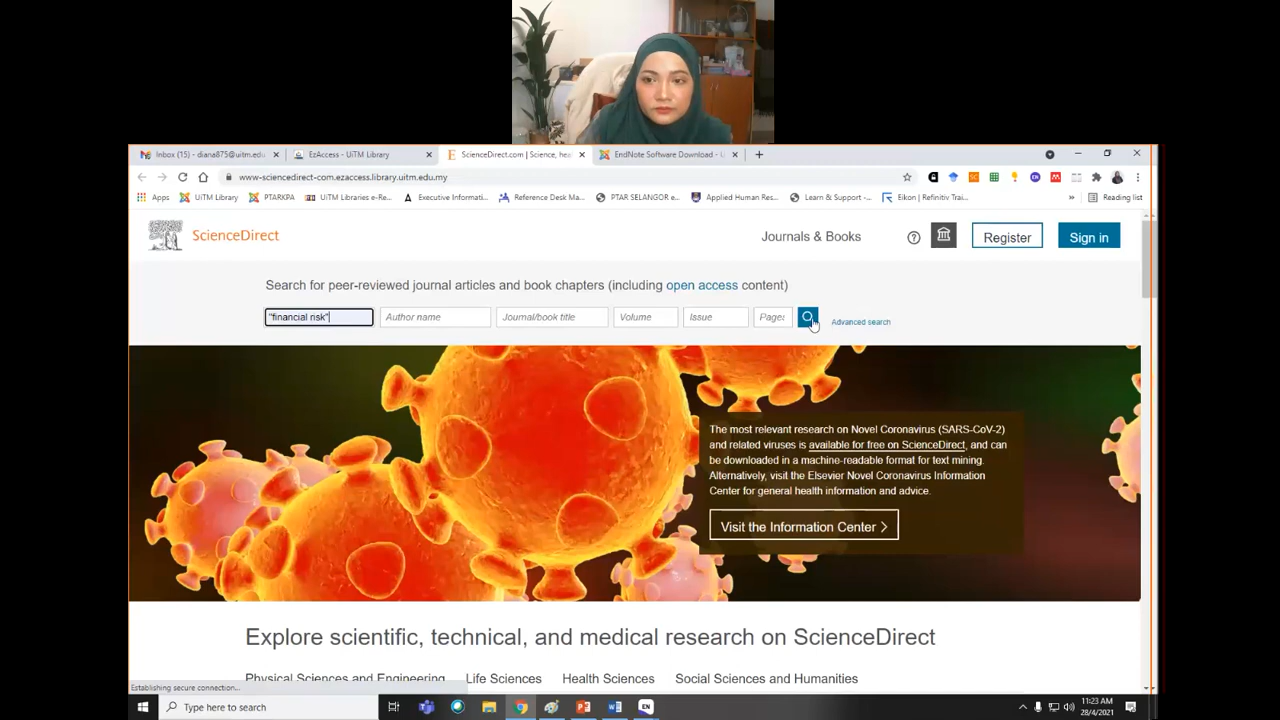 Inbox (15) - diana875@uitm.edu
EzAccess - UiTM Library
ScienceDirect.com | Science, hea
EndNote Software Download - U
www-sciencedirect-com.ezaccess.library.uitm.edu.my
Apps
UiTM Library
PTARKPA
UiTM Libraries e-Re...
Executive Informati...
Reference Desk Ma...
PTAR SELANGOR e...
Applied Human Res...
Learn & Support -...
Eikon | Refinitiv Trai...
Reading list
ScienceDirect
Journals & Books
Register
Sign in
Search for peer-reviewed journal articles and book chapters (including open access content)
"financial risk"
Author name
Journal/book title
Volume
Issue
Pages
Advanced search
The most relevant research on Novel Coronavirus (SARS-CoV-2)
and related viruses is available for free on ScienceDirect, and can
be downloaded in a machine-readable format for text mining.
Alternatively, visit the Elsevier Novel Coronavirus Information
Center for general health information and advice.
Visit the Information Center
Explore scientific, technical, and medical research on ScienceDirect
Physical Sciences and Engineering
Life Sciences
Health Sciences
Social Sciences and Humanities
Establishing secure connection...
Type here to search
EN
11:23 AM
28/4/2021